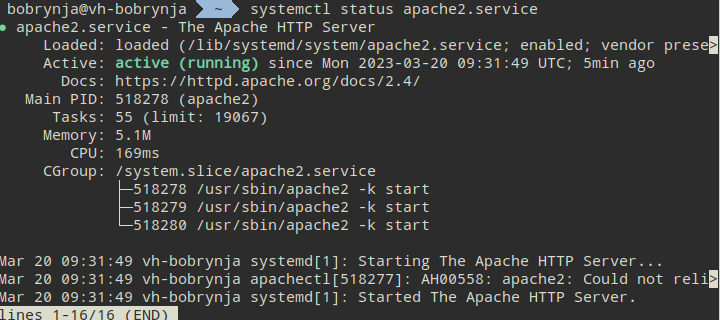 bobrynja@vh-bobrynja ~ systemctl status apache2.service
● apache2.service - The Apache HTTP Server
Loaded: loaded (/lib/systemd/system/apache2.service; enabled; vendor prese>
Active: active (running) since Mon 2023-03-20 09:31:49 UTC; 5min ago
Docs: https://httpd.apache.org/docs/2.4/
Main PID: 518278 (apache2)
Tasks: 55 (limit: 19067)
Memory: 5.1M
CPU: 169ms
CGroup: /system.slice/apache2.service
├─518278 /usr/sbin/apache2 -k start
├─518279 /usr/sbin/apache2 -k start
└─518280 /usr/sbin/apache2 -k start
Mar 20 09:31:49 vh-bobrynja systemd[1]: Starting The Apache HTTP Server...
Mar 20 09:31:49 vh-bobrynja apachectl[518277]: AH00558: apache2: Could not reli>
Mar 20 09:31:49 vh-bobrynja systemd[1]: Started The Apache HTTP Server.
lines 1-16/16 (END)